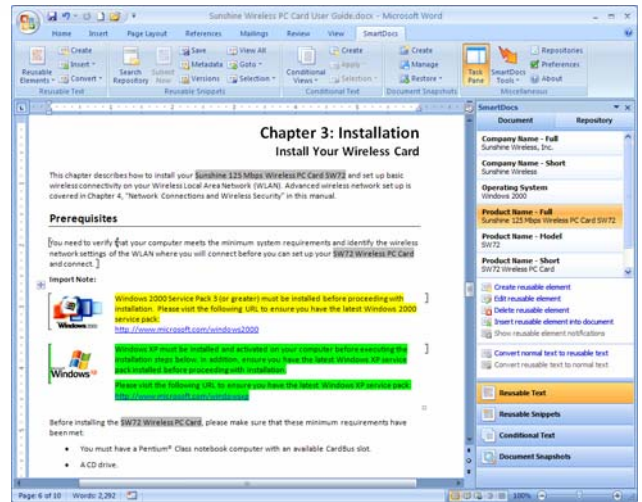 Sunshine Wireless PC Card User Guide.docx - Microsoft Word
Home Insert Page Layout References Mailings Review View SmartDocs
Reusable Elements
Create
Insert
Convert
Reusable Text
Search Repository
Submit New
Save
Metadata
Versions
View All
Goto
Selection
Reusable Snippets
Conditional Views
Create
Apply
Selection
Conditional Text
Create
Manage
Restore
Document Snapshots
Task Pane
SmartDocs Tools
Repositories
Preferences
About
Miscellaneous
Chapter 3: Installation
Install Your Wireless Card
This chapter describes how to install your Sunshine 125 Mbps Wireless PC Card SW72 and set up basic
wireless connectivity on your Wireless Local Area Network (WLAN). Advanced wireless network set up is
covered in Chapter 4, "Network Connections and Wireless Security" in this manual.
Prerequisites
You need to verify that your computer meets the minimum system requirements and identify the wireless
network settings of the WLAN where you will connect before you can set up your SW72 Wireless PC Card
and connect.
Import Note:
Windows 2000
Windows 2000 Service Pack 3 (or greater) must be installed before proceeding with
installation. Please visit the following URL to ensure you have the latest Windows 2000
service pack:
http://www.microsoft.com/windows2000
Windows XP
Windows XP must be installed and activated on your computer before executing the
installation steps below. In addition, ensure you have the latest Windows XP service
pack installed before proceeding with installation.
Please visit the following URL to ensure you have the latest Windows XP service pack:
http://www.microsoft.com/windowsxp
Before installing the SW72 Wireless PC Card, please make sure that these minimum requirements have
been met.
• You must have a Pentium® Class notebook computer with an available CardBus slot.
• A CD drive.
SmartDocs
Document Repository
Company Name - Full
Sunshine Wireless, Inc.
Company Name - Short
Sunshine Wireless
Operating System
Windows 2000
Product Name - Full
Sunshine 125 Mbps Wireless PC Card SW72
Product Name - Model
SW72
Product Name - Short
SW72 Wireless PC Card
Create reusable element
Edit reusable element
Delete reusable element
Insert reusable element into document
Show reusable element notifications
Convert normal text to reusable text
Convert reusable text to normal text
Reusable Text
Reusable Snippets
Conditional Text
Document Snapshots
Page: 6 of 10 Words: 2,292 100%